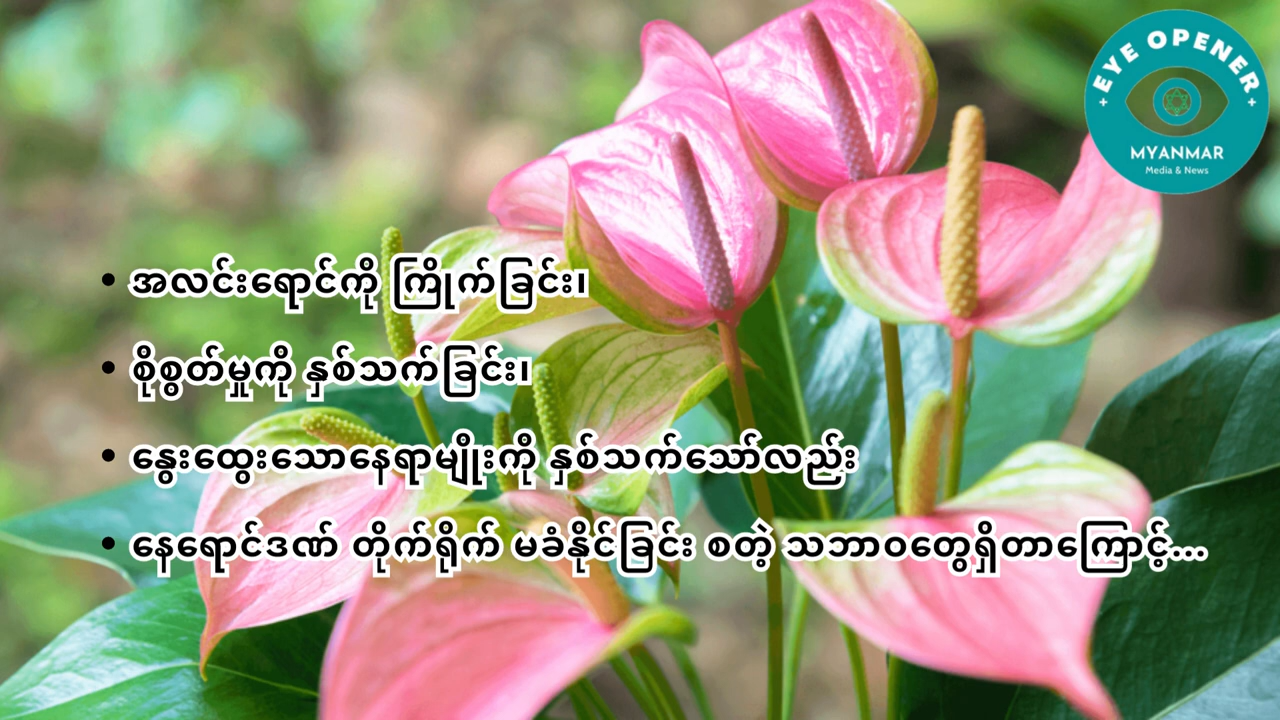 EYE OPENER
MYANMAR
Media & News
• အလင်းရောင်ကို ကြိုက်ခြင်း၊
• စိုစွတ်မှုကို နှစ်သက်ခြင်း၊
• နွေးထွေးသောနေရာမျိုးကို နှစ်သက်သော်လည်း
• နေရောင်ဒဏ် တိုက်ရိုက် မခံနိုင်ခြင်း စတဲ့ သဘာဝတွေရှိတာကြောင့်...